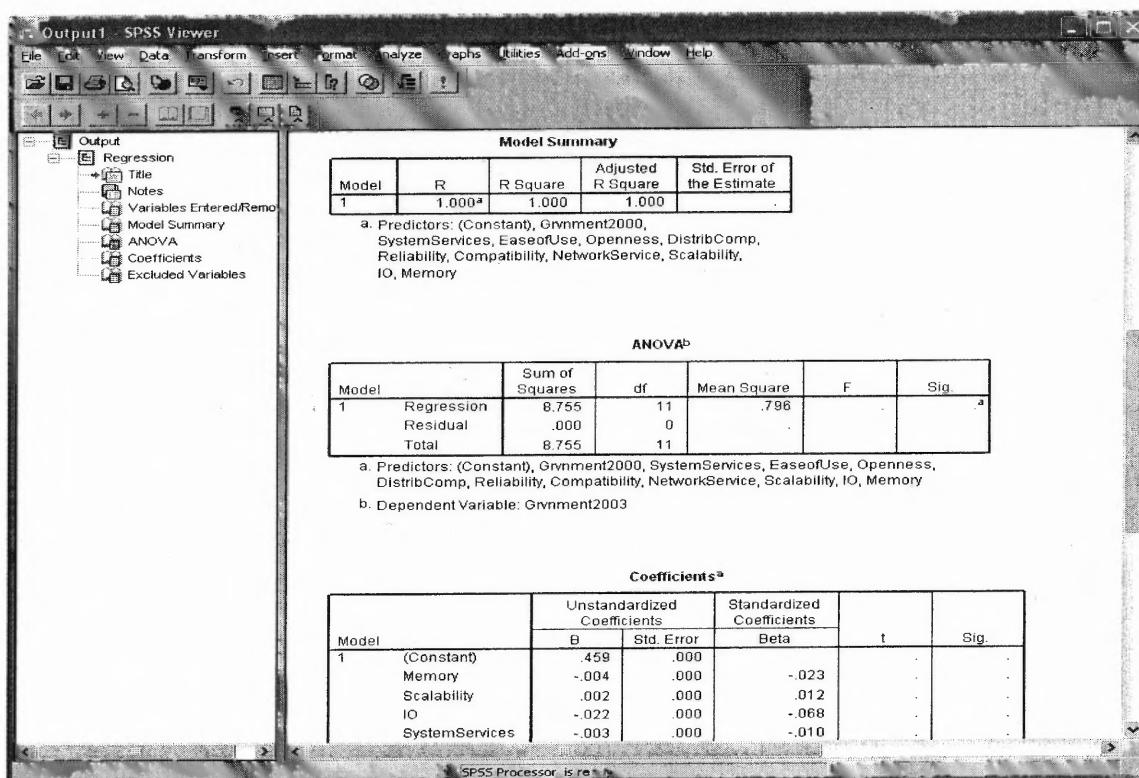 Output1 - SPSS Viewer
File Edit View Data Transform Insert Format Analyze Graphs Utilities Add-ons Window Help
Output
Regression
Title
Notes
Variables Entered/Remo
Model Summary
ANOVA
Coefficients
Excluded Variables
Model Summary
Model R R Square Adjusted R Square Std. Error of the Estimate
1 1.000a 1.000 1.000 .
a. Predictors: (Constant), Grvnment2000,
SystemServices, EaseofUse, Openness, DistribComp,
Reliability, Compatibility, NetworkService, Scalability,
IO, Memory
ANOVAb
Model Sum of Squares df Mean Square F Sig.
1 Regression 8.755 11 .796 . .a
Residual .000 0 .
Total 8.755 11
a. Predictors: (Constant), Grvnment2000, SystemServices, EaseofUse, Openness,
DistribComp, Reliability, Compatibility, NetworkService, Scalability, IO, Memory
b. Dependent Variable: Grvnment2003
Coefficientsa
Unstandardized Coefficients Standardized Coefficients
Model B Std. Error Beta t Sig.
1 (Constant) .459 .000 . .
Memory -.004 .000 -.023 . .
Scalability .002 .000 .012 . .
IO -.022 .000 -.068 . .
SystemServices -.003 .000 -.010 . .
SPSS Processor is